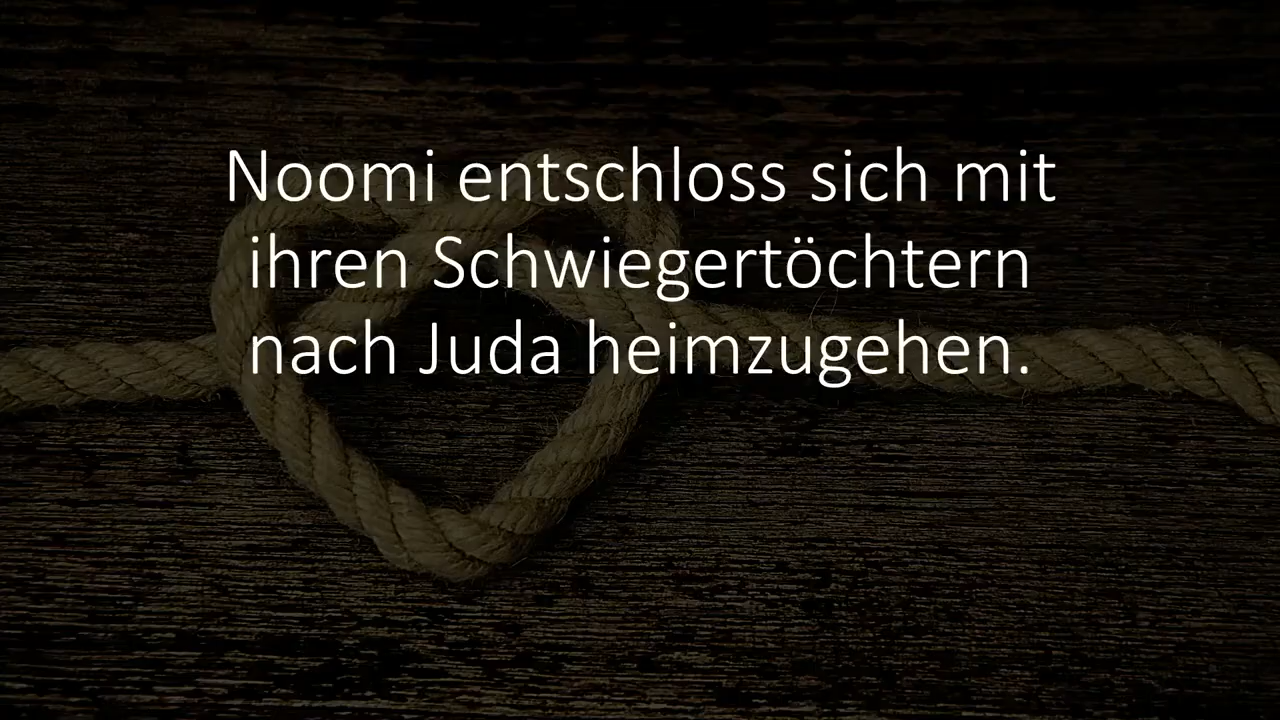 Noomi entschloss sich mit
ihren Schwiegertöchtern
nach Juda heimzugehen.